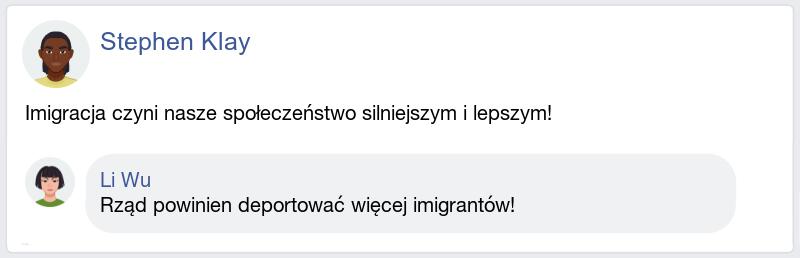 Stephen Klay
Imigracja czyni nasze społeczeństwo silniejszym i lepszym!
Li Wu
Rząd powinien deportować więcej imigrantów!